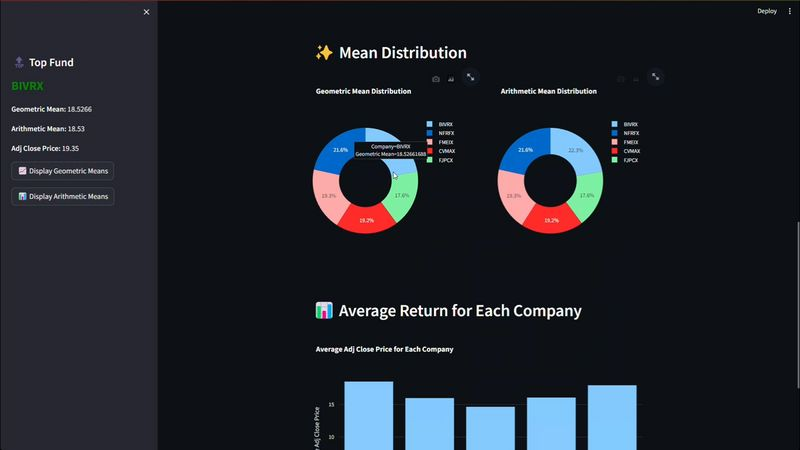 Deploy
TOP
Top Fund
BIVRX
Geometric Mean: 18.5266
Arithmetic Mean: 18.53
Adj Close Price: 19.35
Display Geometric Means
Display Arithmetic Means
✨ Mean Distribution
Geometric Mean Distribution
21.6%
19.3%
19.2%
17.6%
Company=BIVRX
BIVRX
NFRFX
FMEIX
CVMAX
FJPCX
Arithmetic Mean Distribution
22.3%
21.6%
19.3%
19.2%
17.6%
BIVRX
NFRFX
FMEIX
CVMAX
FJPCX
Average Return for Each Company
Average Adj Close Price for Each Company
Adj Close Price
15
10